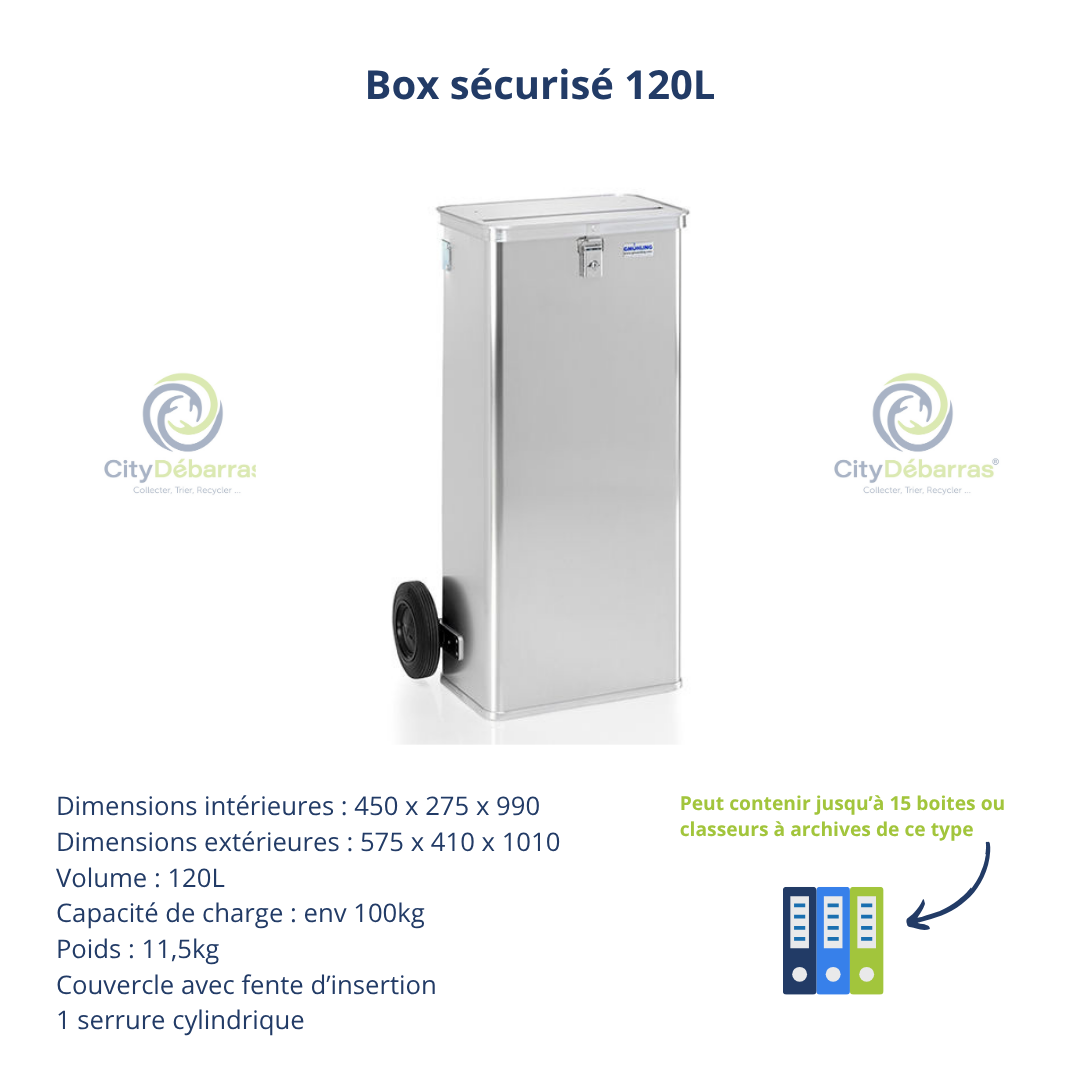 Box sécurisé 120L
GMÖHLING
CityDébarras
Collecter, Trier, Recycler ...
CityDébarras®
Collecter, Trier, Recycler ...
Dimensions intérieures : 450 x 275 x 990
Dimensions extérieures : 575 x 410 x 1010
Volume : 120L
Capacité de charge : env 100kg
Poids : 11,5kg
Couvercle avec fente d’insertion
1 serrure cylindrique
Peut contenir jusqu’à 15 boites ou
classeurs à archives de ce type